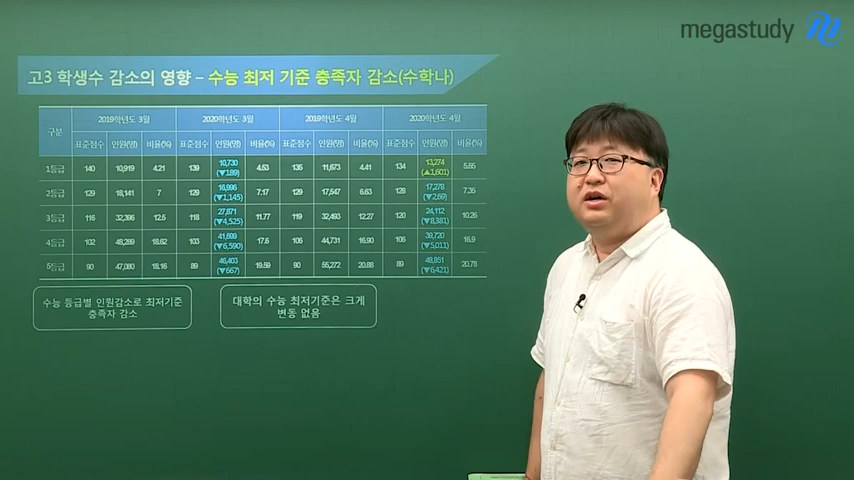 megastudy
고3 학생수 감소의 영향 – 수능 최저 기준 충족자 감소(수학나)
구분 2019학년도 3월 2020학년도 3월 2019학년도 4월 2020학년도 4월
표준점수 인원(명) 비율(%) 표준점수 인원(명) 비율(%) 표준점수 인원(명) 비율(%) 표준점수 인원(명) 비율(%)
1등급 140 10,919 4.21 139 10,730 (▼189) 4.53 135 11,673 4.41 134 13,274 (▲1,601) 5.65
2등급 129 18,141 7 129 16,996 (▼1,145) 7.17 129 17,547 6.63 128 17,278 (▼269) 7.35
3등급 116 32,396 12.5 118 27,871 (▼4,525) 11.77 119 32,493 12.27 120 24,112 (▼8,381) 10.26
4등급 102 48,289 18.62 103 41,699 (▼6,590) 17.6 106 44,731 16.90 106 39,720 (▼5,011) 16.9
5등급 90 47,080 18.16 89 46,403 (▼667) 19.59 90 55,272 20.88 89 48,851 (▼6,421) 20.78
수능 등급별 인원감소로 최저기준
충족자 감소
대학의 수능 최저기준은 크게
변동 없음